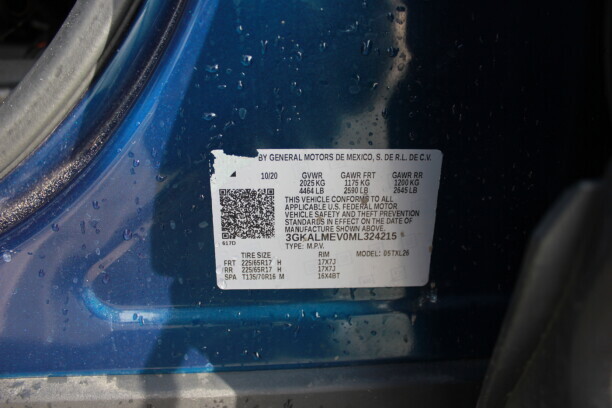 BY GENERAL MOTORS DE MEXICO, S. DE R.L. DE C.V.
10/20 GVWR GAWR FRT GAWR RR
2025 KG 1175 KG 1200 KG
4464 LB 2590 LB 2645 LB
THIS VEHICLE CONFORMS TO ALL
APPLICABLE U.S. FEDERAL MOTOR
VEHICLE SAFETY AND THEFT PREVENTION
STANDARDS IN EFFECT ON THE DATE OF
MANUFACTURE SHOWN ABOVE.
3GKALMEV0ML324215
617D TYPE: M.P.V.
TIRE SIZE RIM MODEL:
FRT 225/65R17 H 17X7J
RR 225/65R17 H 17X7J
SPA T135/70R16 M 16X4BT